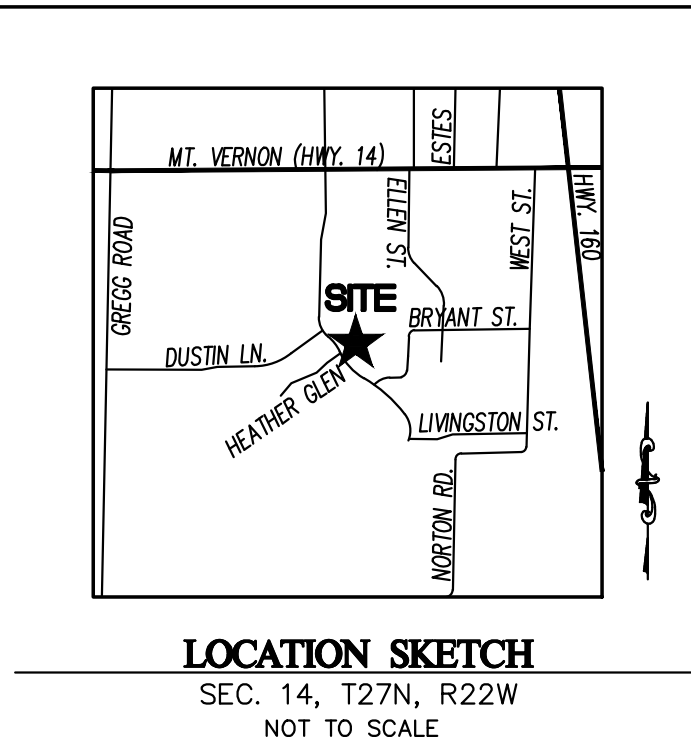 ESTES
MT. VERNON (HWY. 14)
ELLEN ST.
WEST ST.
HWY. 160
GREGG ROAD
SITE
BRYANT ST.
DUSTIN LN.
HEATHER GLEN
LIVINGSTON ST.
NORTON RD.
LOCATION SKETCH
SEC. 14, T27N, R22W
NOT TO SCALE